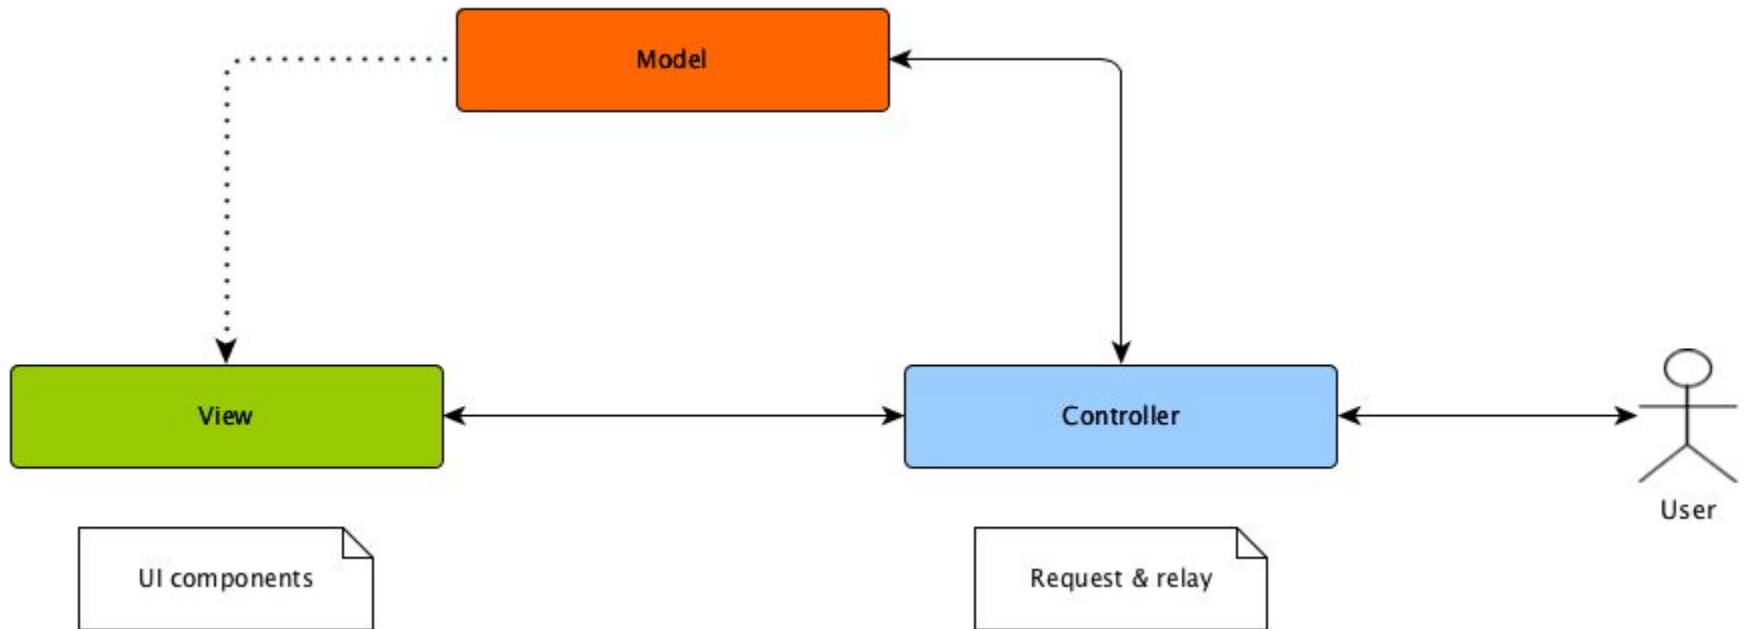 Model
View
Controller
User
UI components
Request & relay